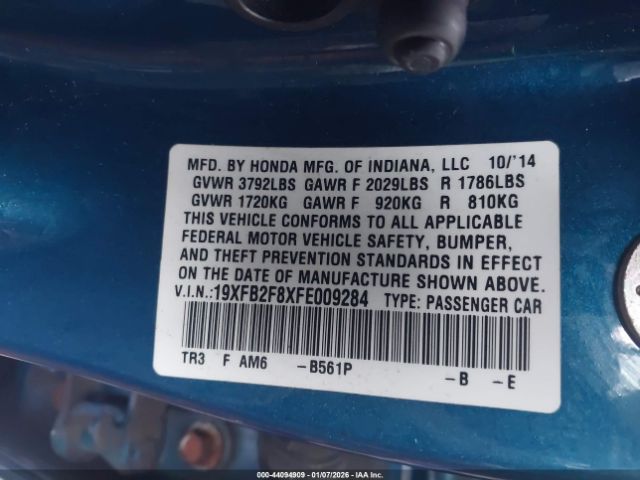 MFD. BY HONDA MFG. OF INDIANA, LLC 10/'14
GVWR 3792LBS GAWR F 2029LBS R 1786LBS
GVWR 1720KG GAWR F 920KG R 810KG
THIS VEHICLE CONFORMS TO ALL APPLICABLE
FEDERAL MOTOR VEHICLE SAFETY, BUMPER,
AND THEFT PREVENTION STANDARDS IN EFFECT
ON THE DATE OF MANUFACTURE SHOWN ABOVE.
V.I.N.:19XFB2F8XFE009284 TYPE: PASSENGER CAR
TR3 F AM6 -B561P -B -E
000-44094909 - 01/07/2026 - IAA Inc.